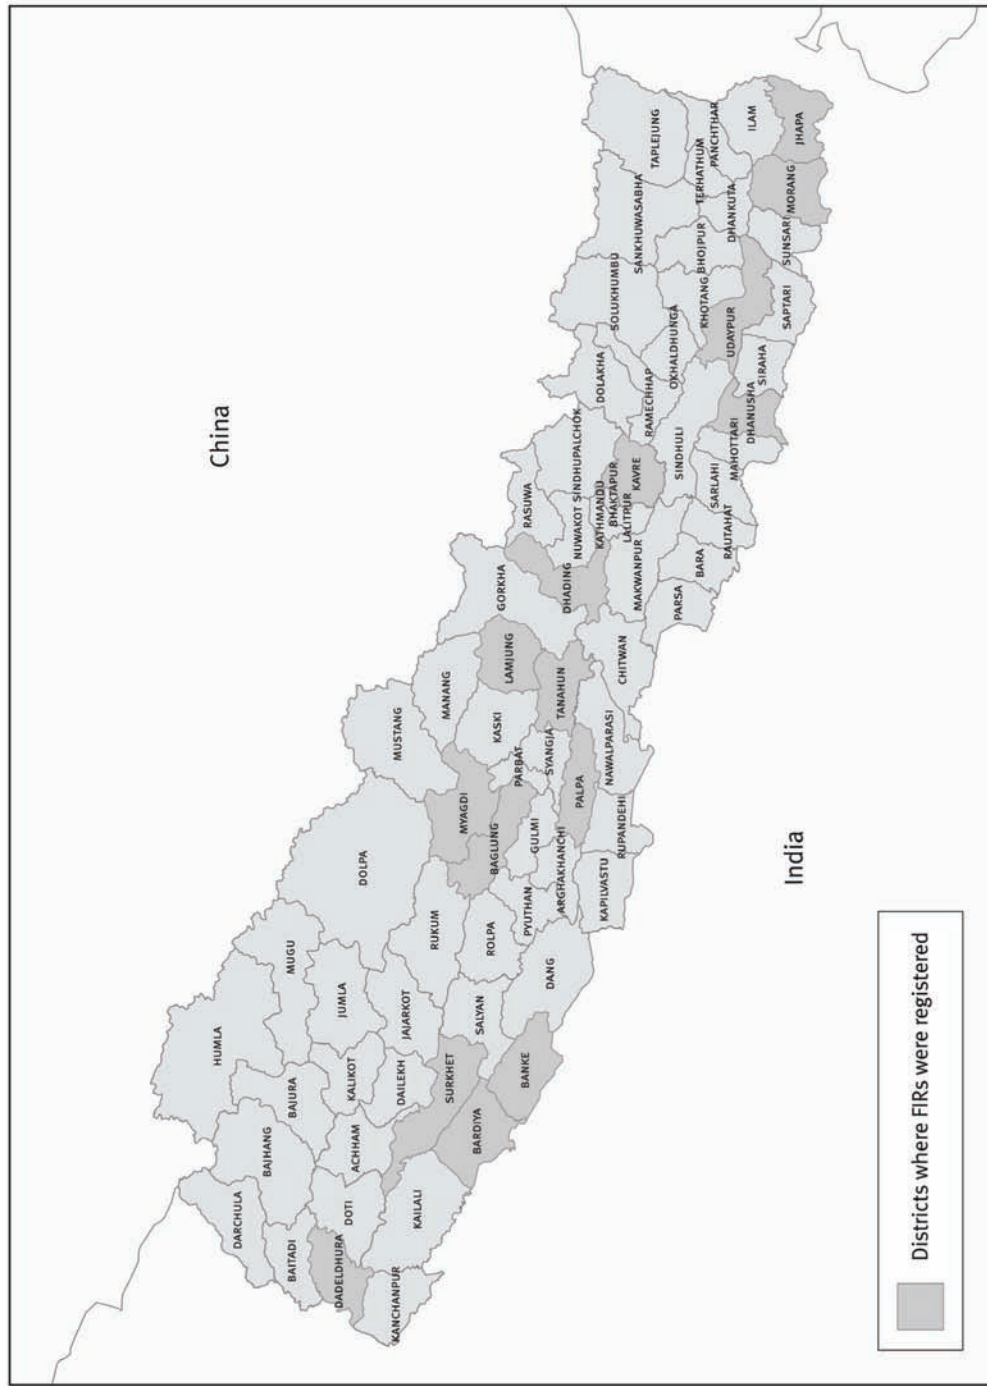 China
HUMLA
DARCHULA
BAJHANG
MUGU
BAJURA
BAITADI
DOLPA
JUMLA
KALIKOT
DADELDHURA
DOTI
ACHHAM
MUSTANG
KANCHANPUR
KAILALI
DAILEKH
JAJARKOT
RUKUM
MANANG
SURKHET
MYAGDI
BARDIYA
SALYAN
ROLPA
BAGLUNG
KASKI
LAMJUNG
GORKHA
RASUWA
BANKE
DANG
PYUTHAN
GULMI
PARBAT
SYANGJA
TANAHUN
DHADING
NUWAKOT
SINDHUPALCHOK
DOLAKHA
SOLUKHUMBU
SANKHUWASABHA
TAPLEJUNG
ARGHAKHANCHI
PALPA
KATHMANDU
BHAKTAPUR
LALITPUR
KAVRE
RAMECHHAP
OKHALDHUNGA
KAPILVASTU
RUPANDEHI
NAWALPARASI
CHITWAN
MAKWANPUR
SINDHULI
KHOTANG
BHOJPUR
TERHATHUM
PANCHTHAR
PARSA
BARA
RAUTAHAT
SARLAHI
MAHOTTARI
DHANUSHA
SIRAHA
UDAYPUR
SAPTARI
DHANKUTA
SUNSARI
MORANG
ILAM
JHAPA
India
Districts where FIRs were registered